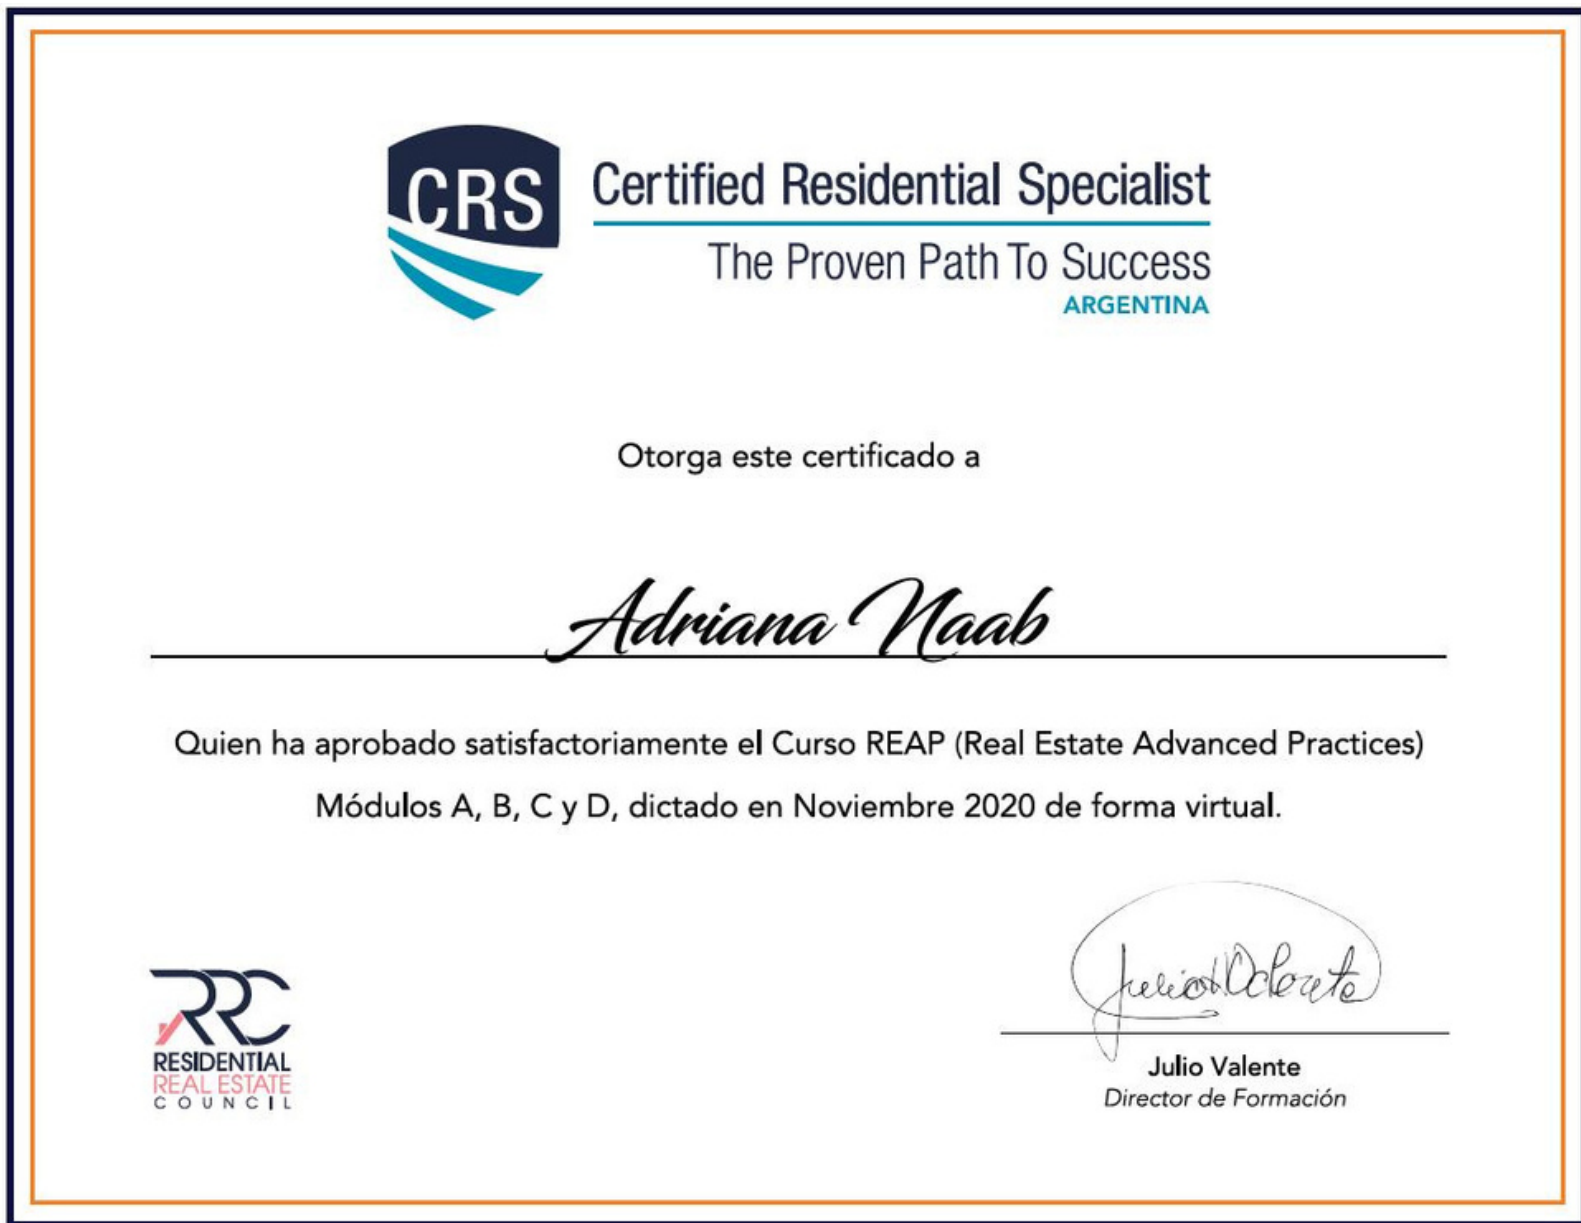 CRS
Certified Residential Specialist
The Proven Path To Success
ARGENTINA
Otorga este certificado a
Adriana Naab
Quien ha aprobado satisfactoriamente el Curso REAP (Real Estate Advanced Practices)
Módulos A, B, C y D, dictado en Noviembre 2020 de forma virtual.
RRC
RESIDENTIAL
REAL ESTATE
COUNCIL
Julio Valente
Director de Formación